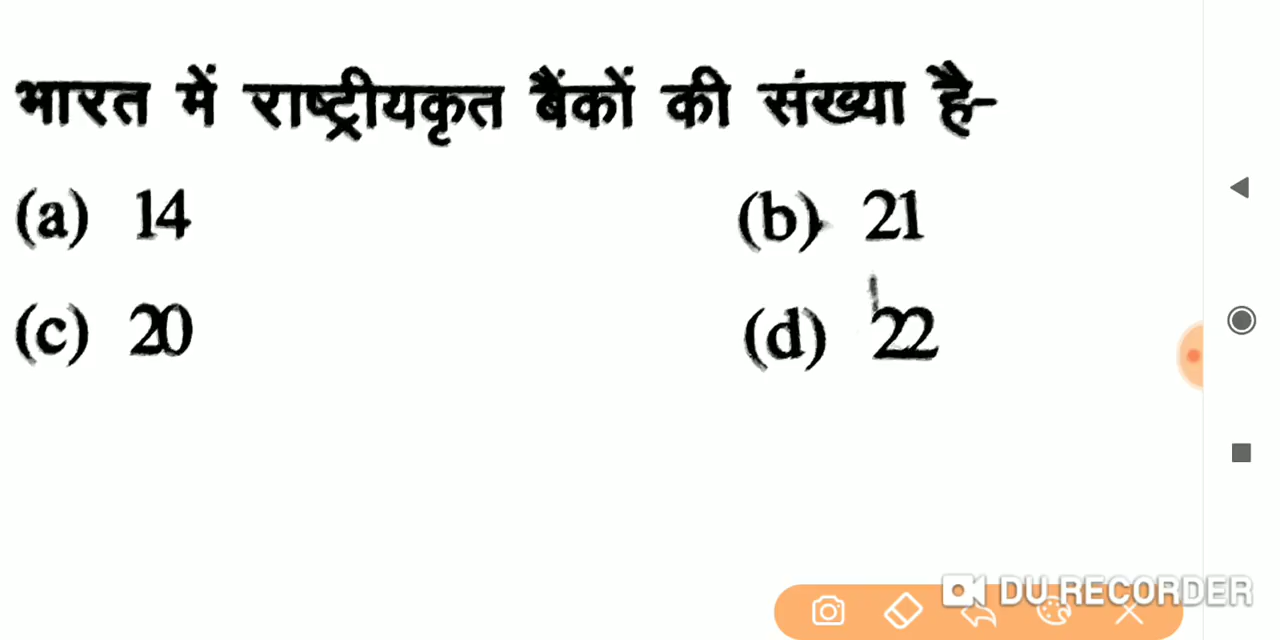 भारत में राष्ट्रीयकृत बैंकों की संख्या है-
(a) 14
(b) 21
(c) 20
(d) 22
DU RECORDER